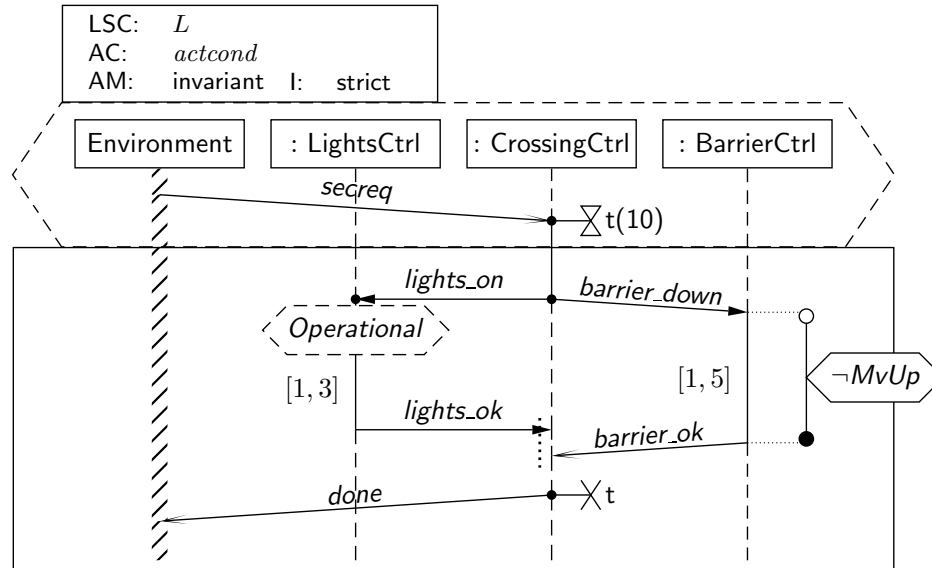 LSC: L
AC: actcond
AM: invariant I: strict
Environment : LightsCtrl : CrossingCtrl : BarrierCtrl
secreq
t(10)
lights_on barrier_down
Operational
¬MvUp
[1, 3] [1, 5]
lights_ok barrier_ok
done t